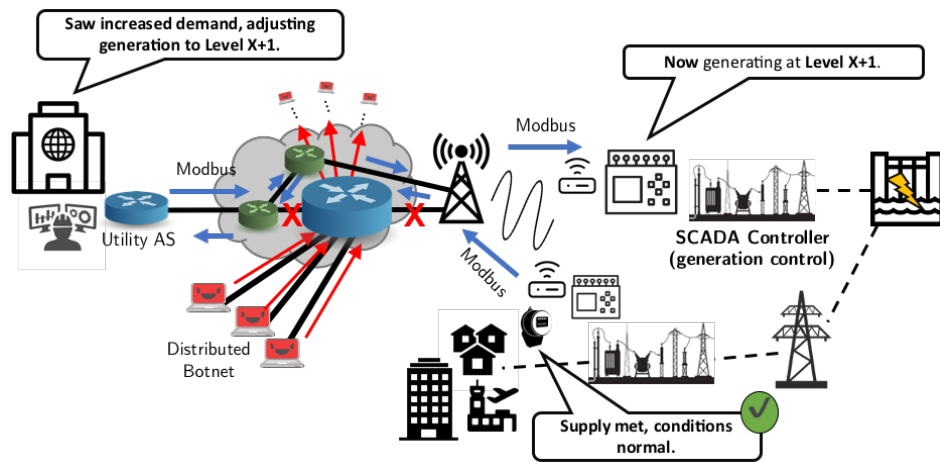 Saw increased demand, adjusting
generation to Level X+1.
Now generating at Level X+1.
Modbus
Modbus
Utility AS
SCADA Controller
(generation control)
Modbus
Distributed
Botnet
Supply met, conditions
normal.